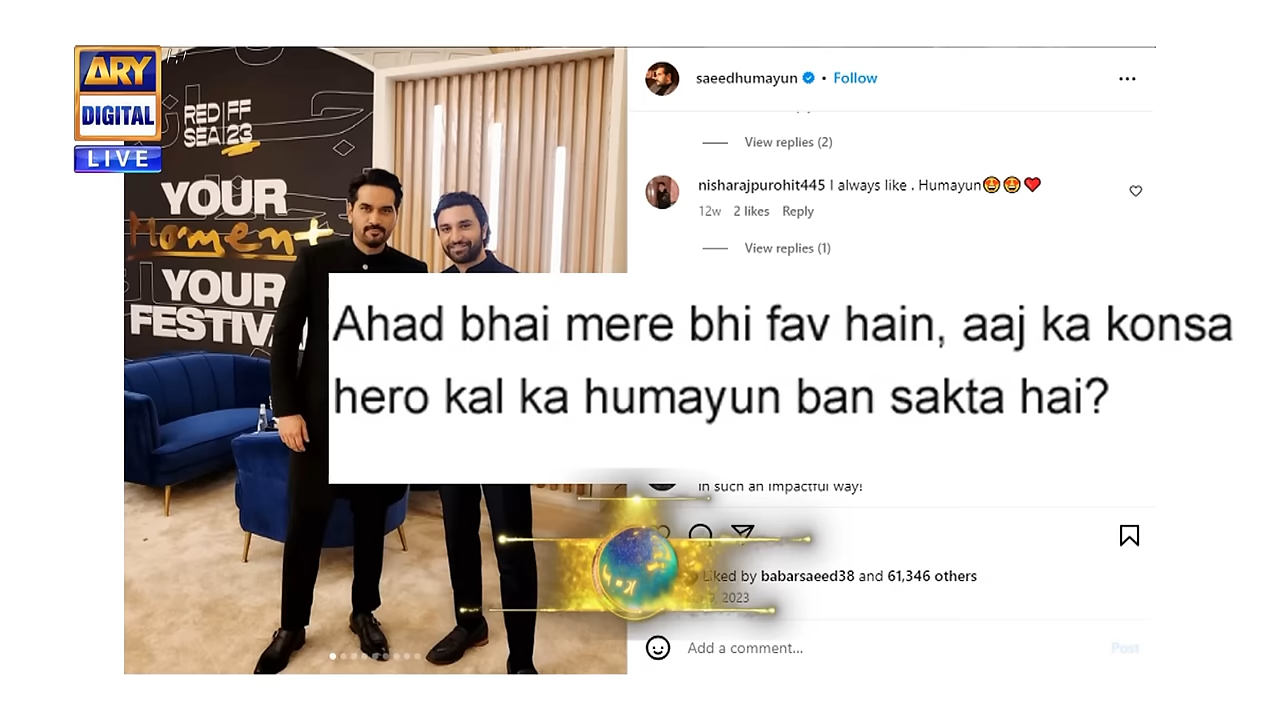 ARY
DIGITAL
LIVE
RED IFF
SEA 23
YOUR
Moment
YOUR
FESTIV
saeedhumayun • Follow
View replies (2)
nisharajpurohit445 I always like . Humayun🤩🤩❤️
12w 2 likes Reply
View replies (1)
Ahad bhai mere bhi fav hain, aaj ka konsa
hero kal ka humayun ban sakta hai?
in such an impactful way!
Liked by babarsaeed38 and 61,346 others
2023
Add a comment...
Post